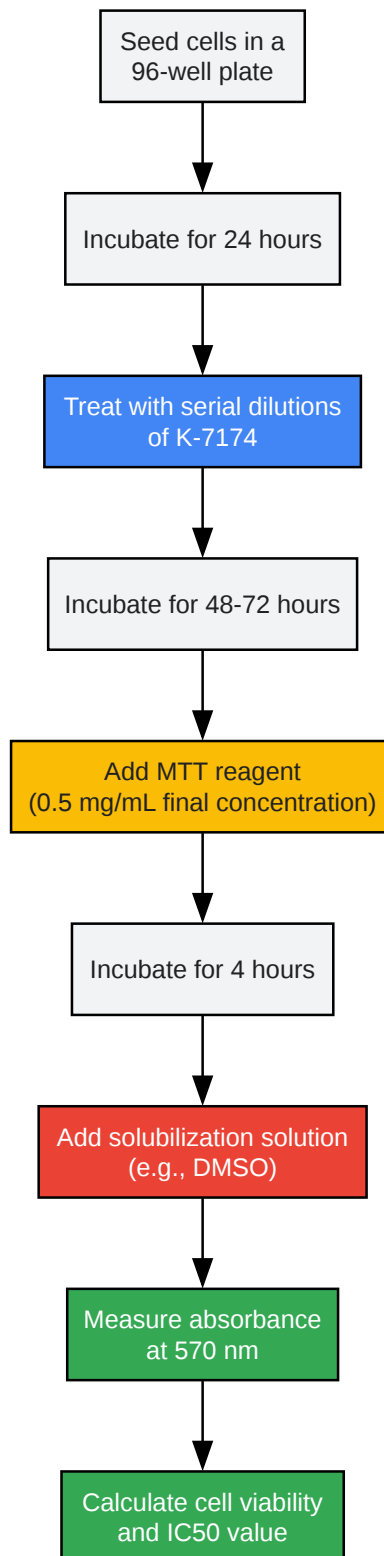 Seed cells in a
96-well plate
Incubate for 24 hours
Treat with serial dilutions
of K-7174
Incubate for 48-72 hours
Add MTT reagent
(0.5 mg/mL final concentration)
Incubate for 4 hours
Add solubilization solution
(e.g., DMSO)
Measure absorbance
at 570 nm
Calculate cell viability
and IC50 value